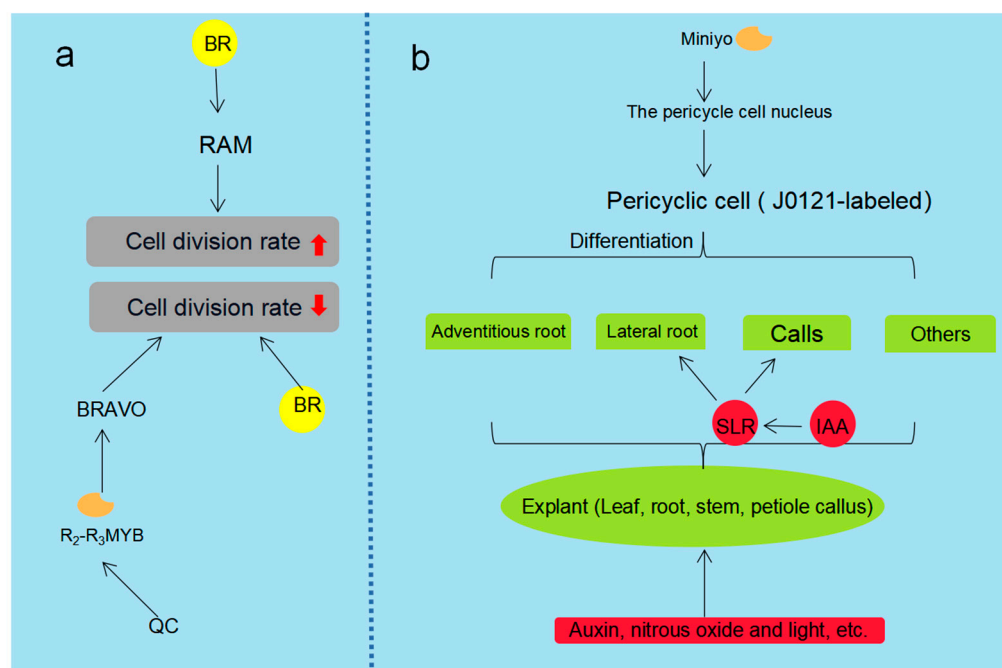 a
BR
RAM
Cell division rate
Cell division rate
BRAVO
BR
R₂-R₃MYB
QC
b
Miniyo
The pericycle cell nucleus
Pericyclic cell ( J0121-labeled)
Differentiation
Adventitious root
Lateral root
Calls
Others
SLR
IAA
Explant (Leaf, root, stem, petiole callus)
Auxin, nitrous oxide and light, etc.